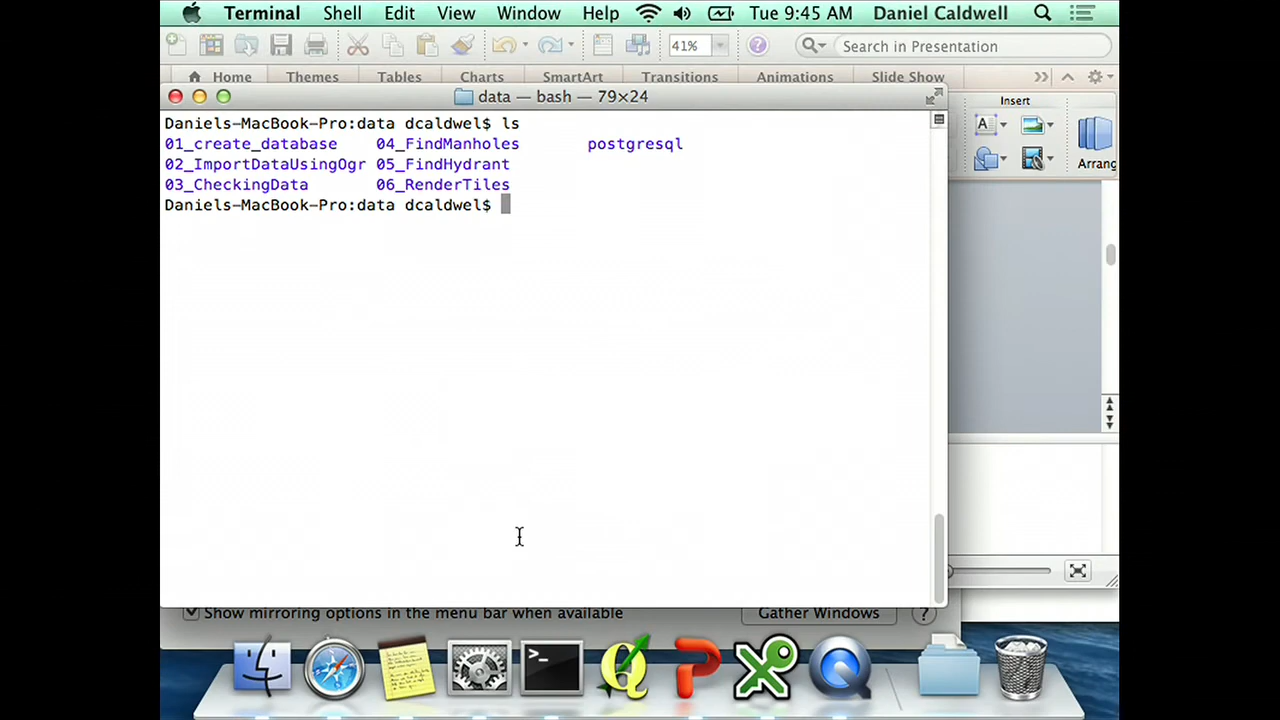 Terminal Shell Edit View Window Help Tue 9:45 AM Daniel Caldwell
41% Search in Presentation
Home Themes Tables Charts SmartArt Transitions Animations Slide Show
data — bash — 79×24
Insert
Daniels-MacBook-Pro:data dcaldwel$ ls
01_create_database 04_FindManholes postgresql
02_ImportDataUsingOgr 05_FindHydrant
03_CheckingData 06_RenderTiles
Daniels-MacBook-Pro:data dcaldwel$
A
Arrang
Show mirroring options in the menu bar when available Gather Windows ?
>_